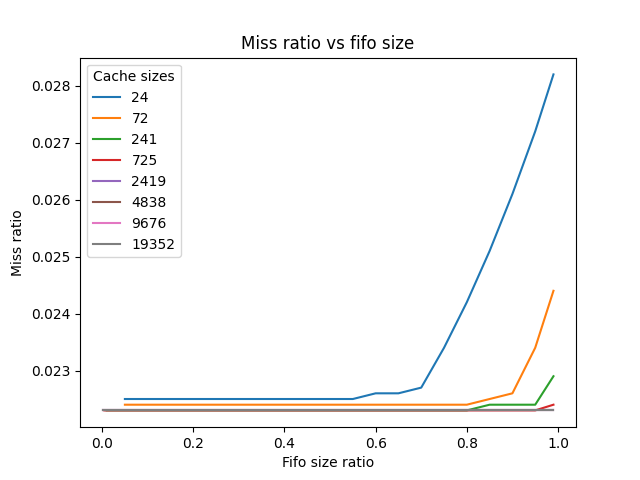 Miss ratio vs fifo size
Cache sizes
24
72
241
725
2419
4838
9676
19352
Miss ratio
0.028
0.027
0.026
0.025
0.024
0.023
0.0 0.2 0.4 0.6 0.8 1.0
Fifo size ratio